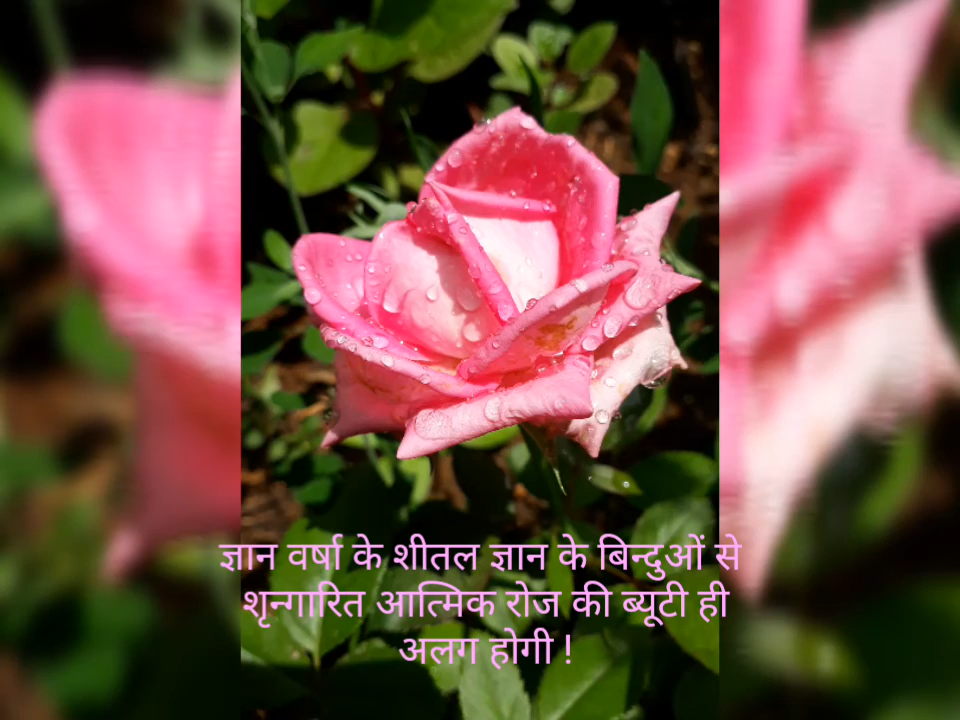 ज्ञान वर्षा के शीतल ज्ञान के बिन्दुओं से
शृन्गारित आत्मिक रोज की ब्यूटी ही
अलग होगी !